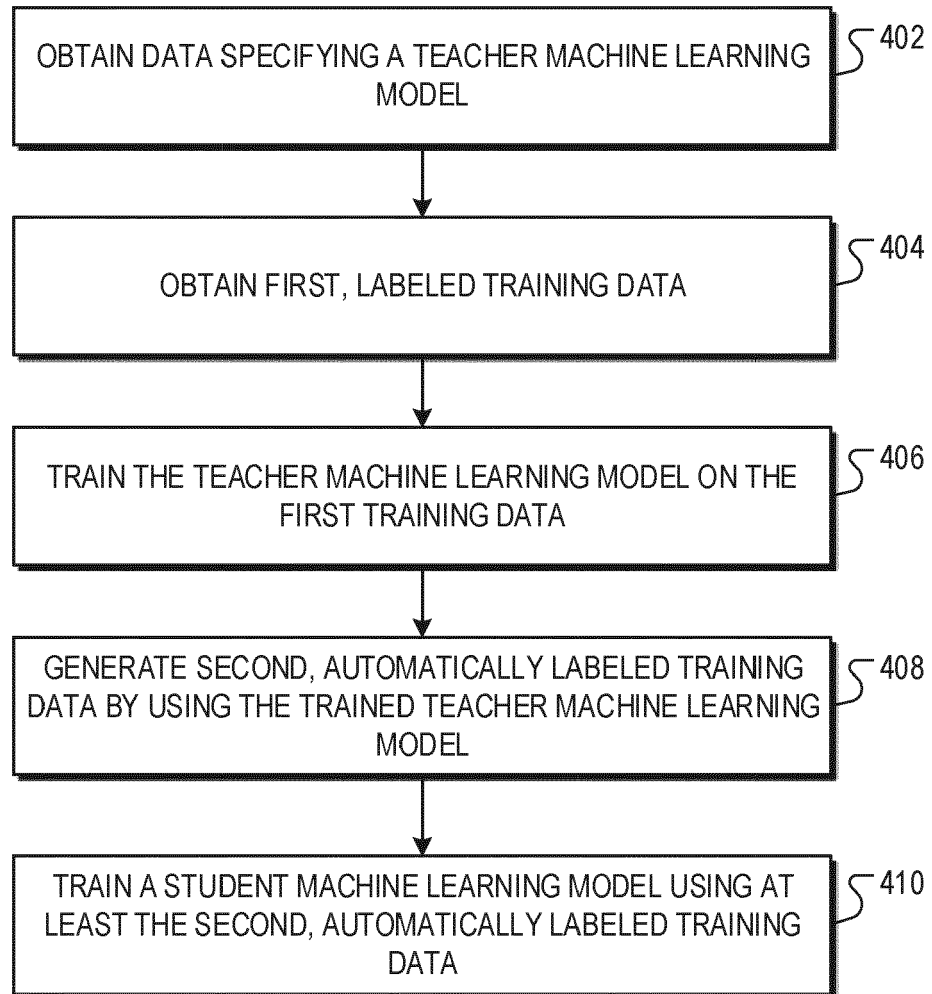 OBTAIN DATA SPECIFYING A TEACHER MACHINE LEARNING
MODEL
402
OBTAIN FIRST, LABELED TRAINING DATA
404
TRAIN THE TEACHER MACHINE LEARNING MODEL ON THE
FIRST TRAINING DATA
406
GENERATE SECOND, AUTOMATICALLY LABELED TRAINING
DATA BY USING THE TRAINED TEACHER MACHINE LEARNING
MODEL
408
TRAIN A STUDENT MACHINE LEARNING MODEL USING AT
LEAST THE SECOND, AUTOMATICALLY LABELED TRAINING
DATA
410